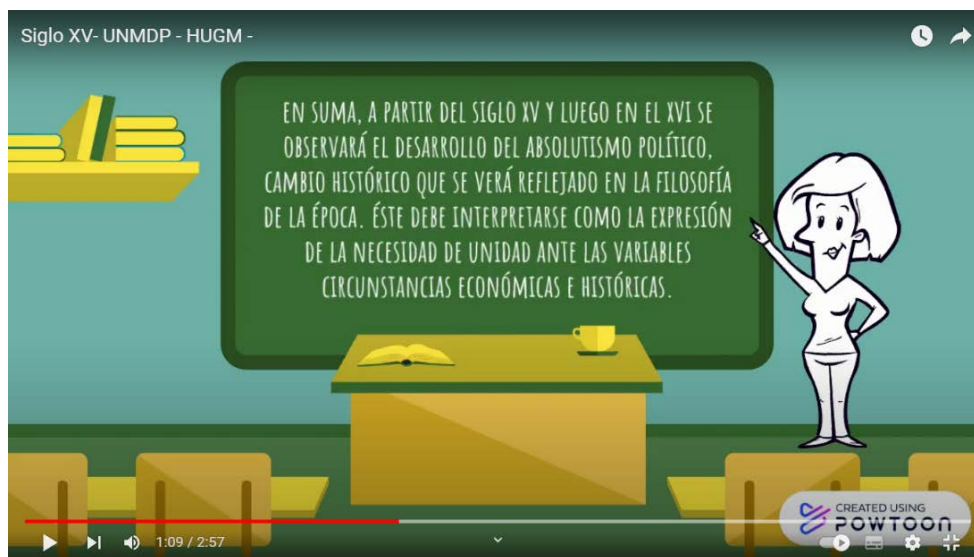 Siglo XV- UNMDP - HUGM -
EN SUMA, A PARTIR DEL SIGLO XV Y LUEGO EN EL XVI SE
OBSERVARÁ EL DESARROLLO DEL ABSOLUTISMO POLÍTICO,
CAMBIO HISTÓRICO QUE SE VERÁ REFLEJADO EN LA FILOSOFÍA
DE LA ÉPOCA. ÉSTE DEBE INTERPRETARSE COMO LA EXPRESIÓN
DE LA NECESIDAD DE UNIDAD ANTE LAS VARIABLES
CIRCUNSTANCIAS ECONÓMICAS E HISTÓRICAS.
CREATED USING
POWTOON
1:09 / 2:57